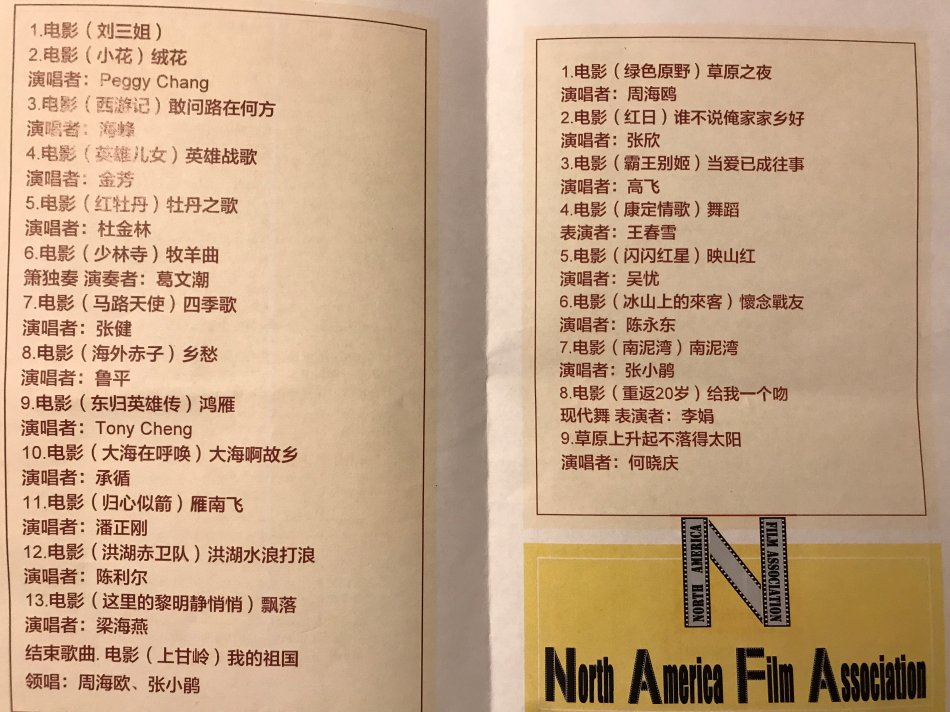 1.电影（刘三姐）
2.电影（小花）绒花
演唱者：Peggy Chang
3.电影（西游记）敢问路在何方
演唱者：海蜂
4.电影（英雄儿女）英雄战歌
演唱者：金芳
5.电影（红牡丹）牡丹之歌
演唱者：杜金林
6.电影（少林寺）牧羊曲
箫独奏 演奏者：葛文潮
7.电影（马路天使）四季歌
演唱者：张健
8.电影（海外赤子）乡愁
演唱者：鲁平
9.电影（东归英雄传）鸿雁
演唱者：Tony Cheng
10.电影（大海在呼唤）大海啊故乡
演唱者：承循
11.电影（归心似箭）雁南飞
演唱者：潘正刚
12.电影（洪湖赤卫队）洪湖水浪打浪
演唱者：陈利尔
13.电影（这里的黎明静悄悄）飘落
演唱者：梁海燕
结束歌曲. 电影（上甘岭）我的祖国
领唱：周海欧、张小鹃
1.电影（绿色原野）草原之夜
演唱者：周海鸥
2.电影（红日）谁不说俺家家乡好
演唱者：张欣
3.电影（霸王别姬）当爱已成往事
演唱者：高飞
4.电影（康定情歌）舞蹈
表演者：王春雪
5.电影（闪闪红星）映山红
演唱者：吴忧
6.电影（冰山上的來客）懷念戰友
演唱者：陈永东
7.电影（南泥湾）南泥湾
演唱者：张小鹃
8.电影（重返20岁）给我一个吻
现代舞 表演者：李娟
9.草原上升起不落得太阳
演唱者：何晓庆
NORTH AMERICA
FILM ASSOCIATION
North America Film Association